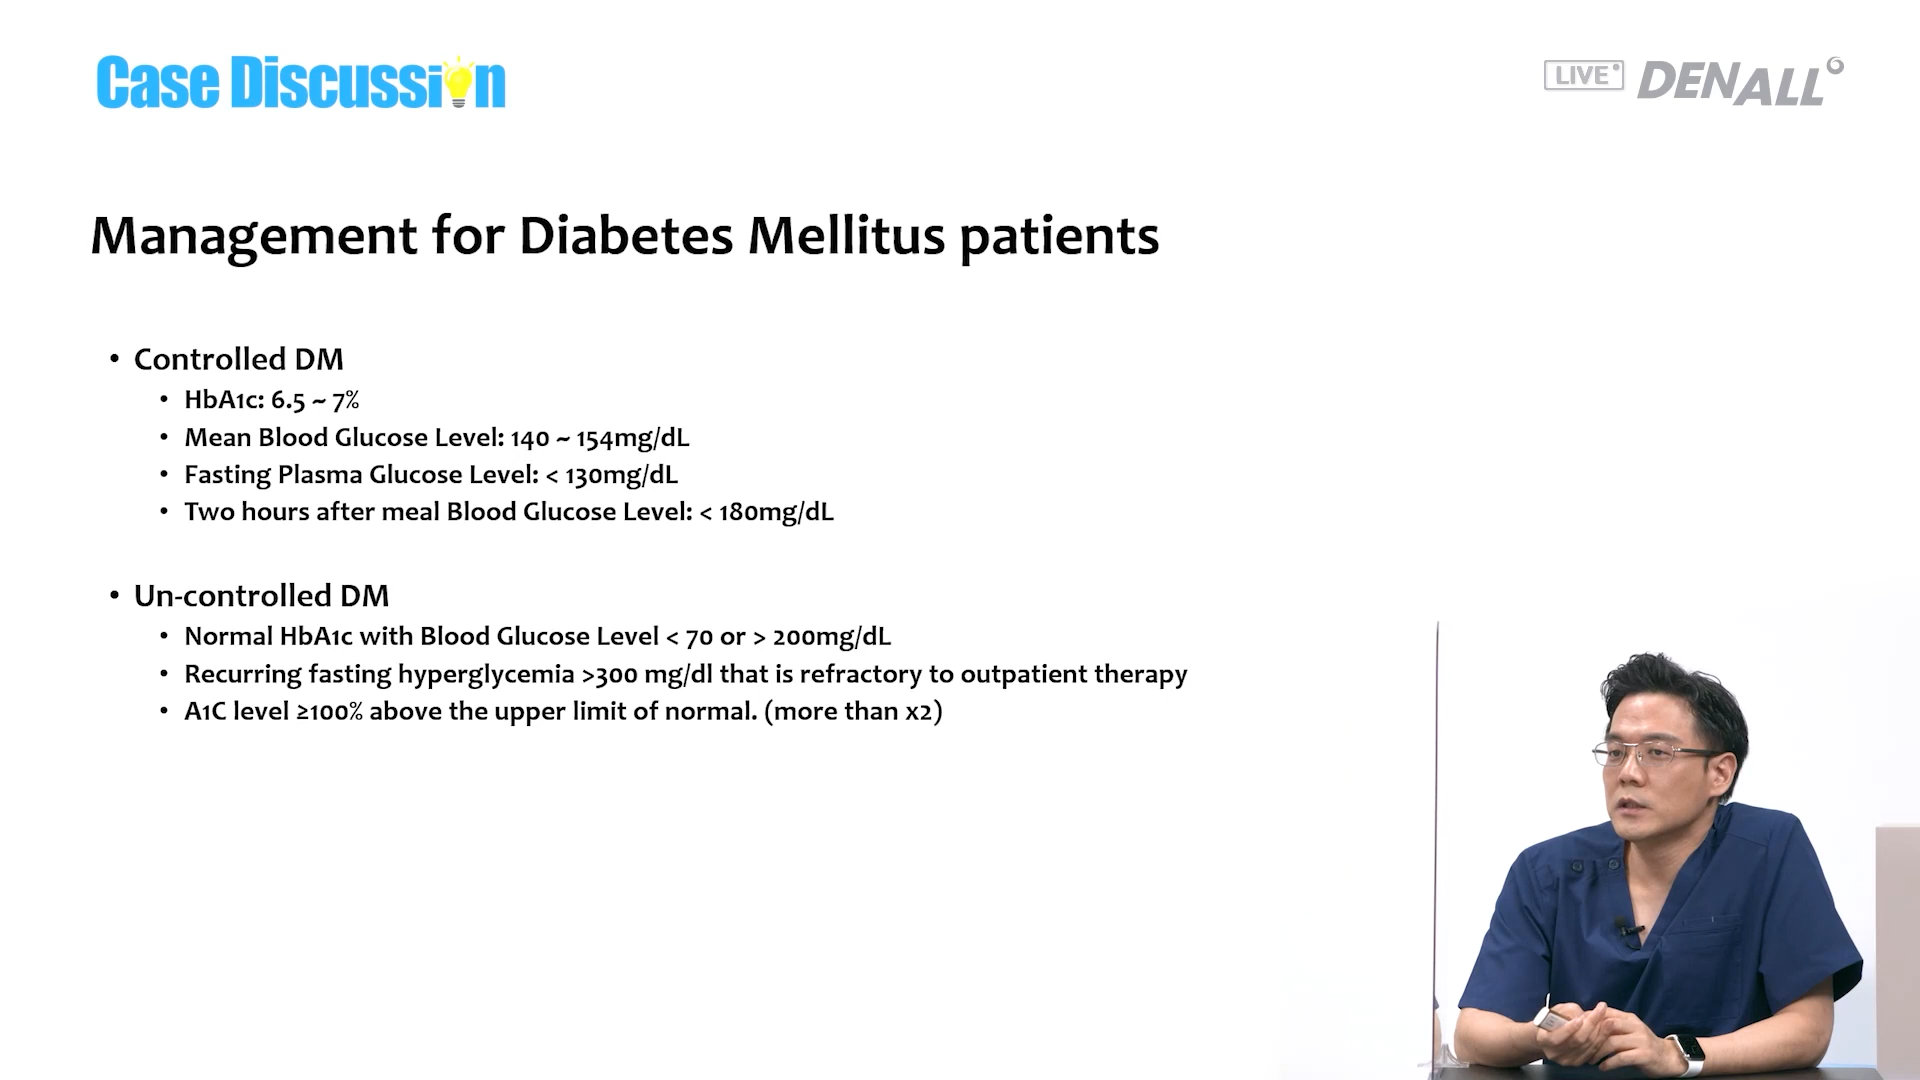 Case Discussion
LIVE DENALL
Management for Diabetes Mellitus patients
• Controlled DM
• HbA1c: 6.5 ~ 7%
• Mean Blood Glucose Level: 140 ~ 154mg/dL
• Fasting Plasma Glucose Level: < 130mg/dL
• Two hours after meal Blood Glucose Level: < 180mg/dL
• Un-controlled DM
• Normal HbA1c with Blood Glucose Level < 70 or > 200mg/dL
• Recurring fasting hyperglycemia >300 mg/dl that is refractory to outpatient therapy
• A1C level ≥100% above the upper limit of normal. (more than x2)